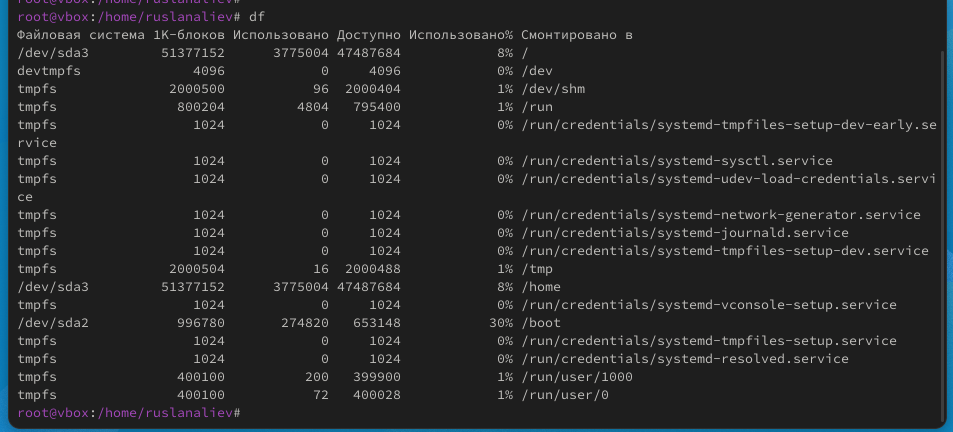 root@vbox:/home/ruslanaliev# df
Файловая система 1K-блоков Использовано Доступно Использовано% Смонтировано в
/dev/sda3 51377152 3775004 47487684 8% /
devtmpfs 4096 0 4096 0% /dev
tmpfs 2000500 96 2000404 1% /dev/shm
tmpfs 800204 4804 795400 1% /run
tmpfs 1024 0 1024 0% /run/credentials/systemd-tmpfiles-setup-dev-early.se
rvice
tmpfs 1024 0 1024 0% /run/credentials/systemd-sysctl.service
tmpfs 1024 0 1024 0% /run/credentials/systemd-udev-load-credentials.servi
ce
tmpfs 1024 0 1024 0% /run/credentials/systemd-network-generator.service
tmpfs 1024 0 1024 0% /run/credentials/systemd-journald.service
tmpfs 1024 0 1024 0% /run/credentials/systemd-tmpfiles-setup-dev.service
tmpfs 2000504 16 2000488 1% /tmp
/dev/sda3 51377152 3775004 47487684 8% /home
tmpfs 1024 0 1024 0% /run/credentials/systemd-vconsole-setup.service
/dev/sda2 996780 274820 653148 30% /boot
tmpfs 1024 0 1024 0% /run/credentials/systemd-tmpfiles-setup.service
tmpfs 1024 0 1024 0% /run/credentials/systemd-resolved.service
tmpfs 400100 200 399900 1% /run/user/1000
tmpfs 400100 72 400028 1% /run/user/0
root@vbox:/home/ruslanaliev#